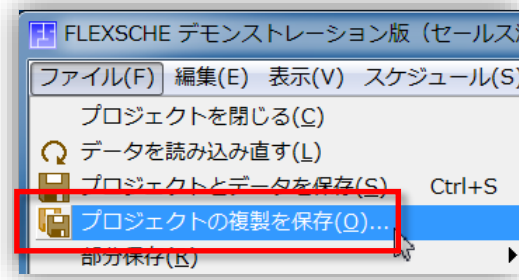 FLEXSCHE デモンストレーション版（セールス
ファイル(F) 編集(E) 表示(V) スケジュール(S)
プロジェクトを閉じる(C)
データを読み込み直す(L)
プロジェクトとデータを保存(S) Ctrl+S
プロジェクトの複製を保存(O)...
部分保存(R)